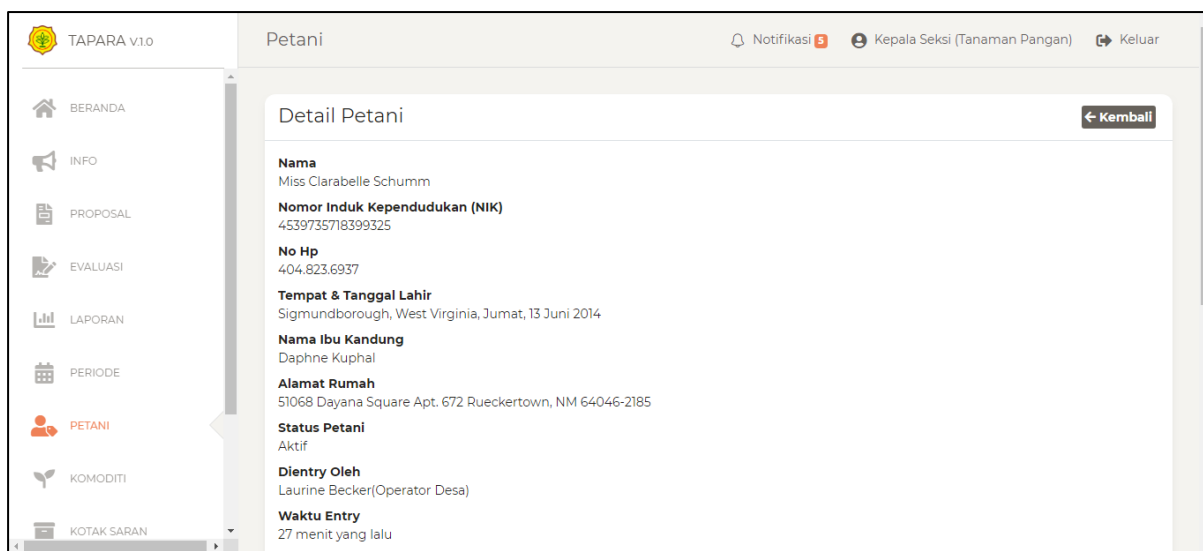 TAPARA V.1.0
Petani
Notifikasi 5
Kepala Seksi (Tanaman Pangan)
Keluar
BERANDA
INFO
PROPOSAL
EVALUASI
LAPORAN
PERIODE
PETANI
KOMODITI
KOTAK SARAN
Detail Petani
Kembali
Nama
Miss Clarabelle Schumm
Nomor Induk Kependudukan (NIK)
4539735718399325
No Hp
404.823.6937
Tempat & Tanggal Lahir
Sigmundborough, West Virginia, Jumat, 13 Juni 2014
Nama Ibu Kandung
Daphne Kuphal
Alamat Rumah
51068 Dayana Square Apt. 672 Rueckertown, NM 64046-2185
Status Petani
Aktif
Dientry Oleh
Laurine Becker(Operator Desa)
Waktu Entry
27 menit yang lalu